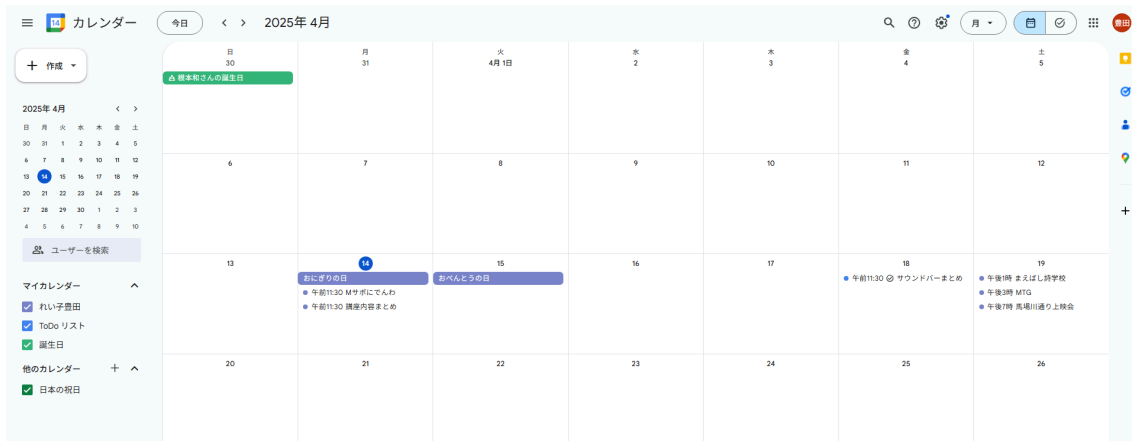 14 カレンダー 今日 2025年 4月 月 豊田
作成
2025年 4月
日 月 火 水 木 金 土
30 31 1 2 3 4 5
6 7 8 9 10 11 12
13 14 15 16 17 18 19
20 21 22 23 24 25 26
27 28 29 30 1 2 3
4 5 6 7 8 9 10
ユーザーを検索
マイカレンダー
れい子豊田
ToDo リスト
誕生日
他のカレンダー
日本の祝日
日 月 火 水 木 金 土
30 31 4月 1日 2 3 4 5
根本和さんの誕生日
6 7 8 9 10 11 12
13 14 15 16 17 18 19
おにぎりの日
午前11:30 Mサポにでんわ
午前11:30 講座内容まとめ
おべんとうの日
午前11:30 サウンドバーまとめ
午後1時 まえばし詩学校
午後3時 MTG
午後7時 馬場川通り上映会
20 21 22 23 24 25 26